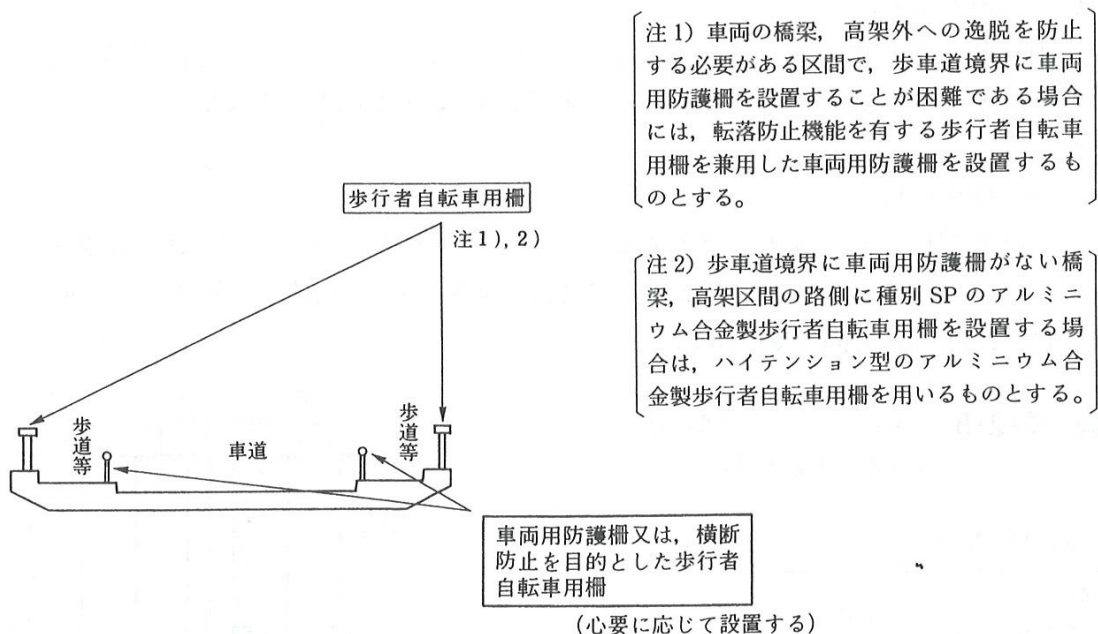 注1）車両の橋梁，高架外への逸脱を防止
する必要がある区間で，歩車道境界に車両
用防護柵を設置することが困難である場合
には，転落防止機能を有する歩行者自転車
用柵を兼用した車両用防護柵を設置するも
のとする。
歩行者自転車用柵
注1），2）
注2）歩車道境界に車両用防護柵がない橋
梁，高架区間の路側に種別 SP のアルミニ
ウム合金製歩行者自転車用柵を設置する場
合は，ハイテンション型のアルミニウム合
金製歩行者自転車用柵を用いるものとする。
歩道等
車道
歩道等
車両用防護柵又は，横断
防止を目的とした歩行者
自転車用柵
（心要に応じて設置する）